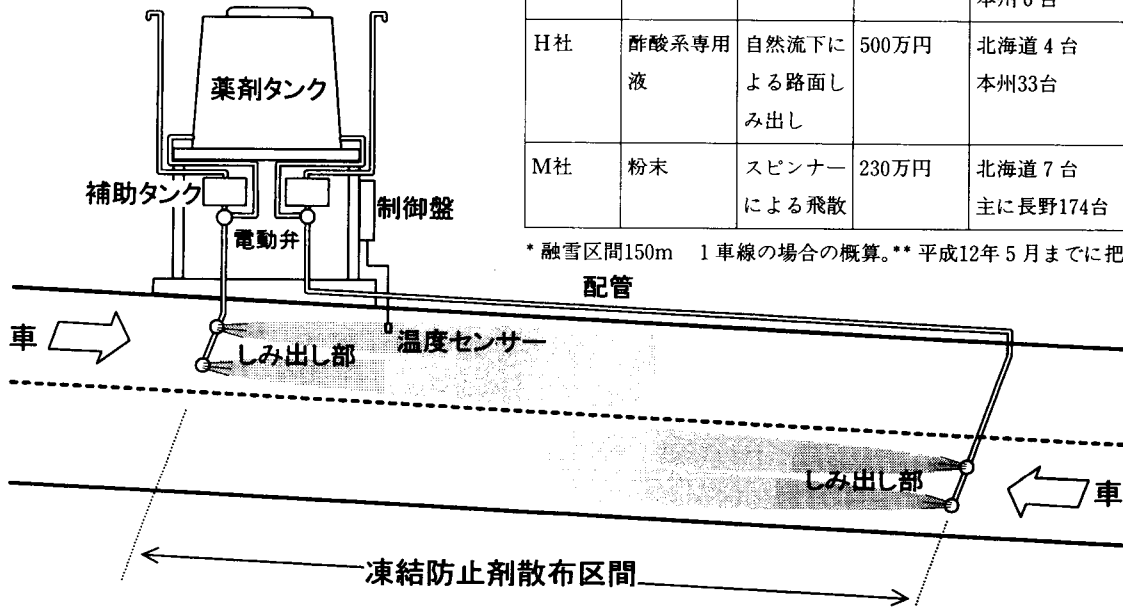 本州6台
H社
酢酸系専用
液
自然流下に
よる路面し
み出し
500万円
北海道4台
本州33台
M社
粉末
スピンナー
による飛散
230万円
北海道7台
主に長野174台
* 融雪区間150m 1車線の場合の概算。** 平成12年5月までに把
薬剤タンク
補助タンク
電動弁
制御盤
配管
車
温度センサー
しみ出し部
しみ出し部
車
凍結防止剤散布区間